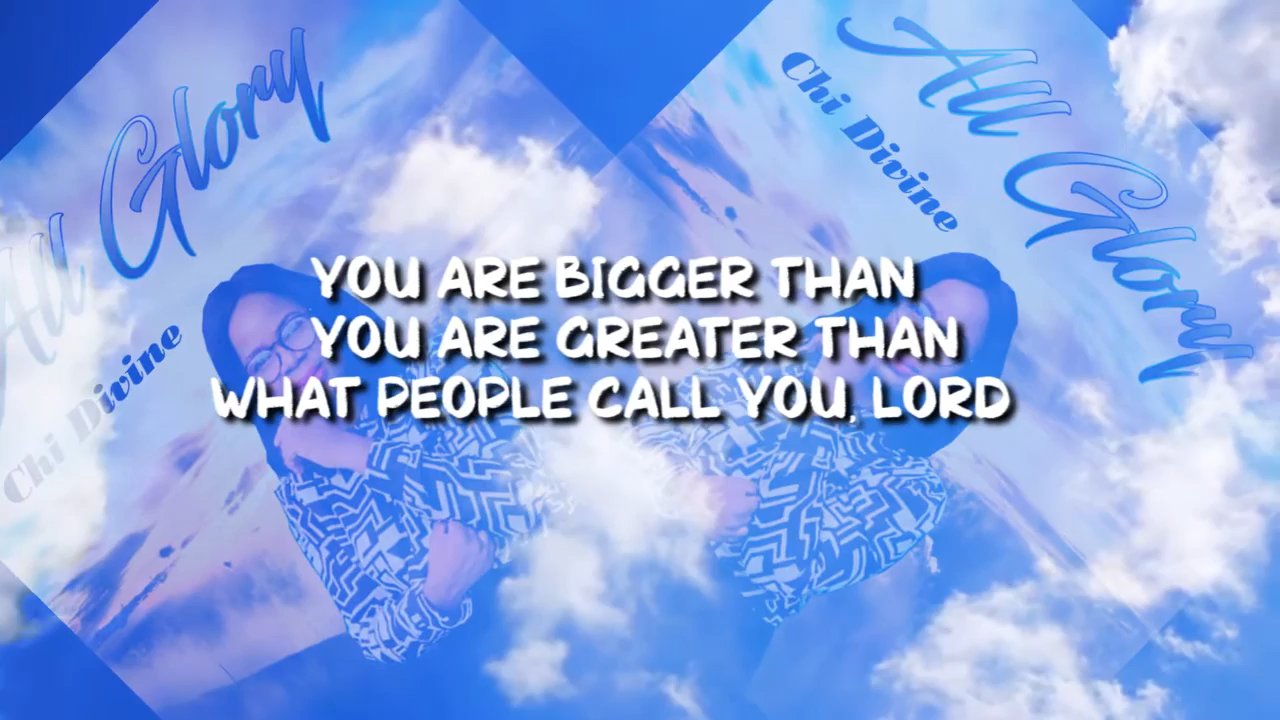 All Glory
Chi Divine
All Glory
Chi Divine
YOU ARE BIGGER THAN
YOU ARE GREATER THAN
WHAT PEOPLE CALL YOU, LORD